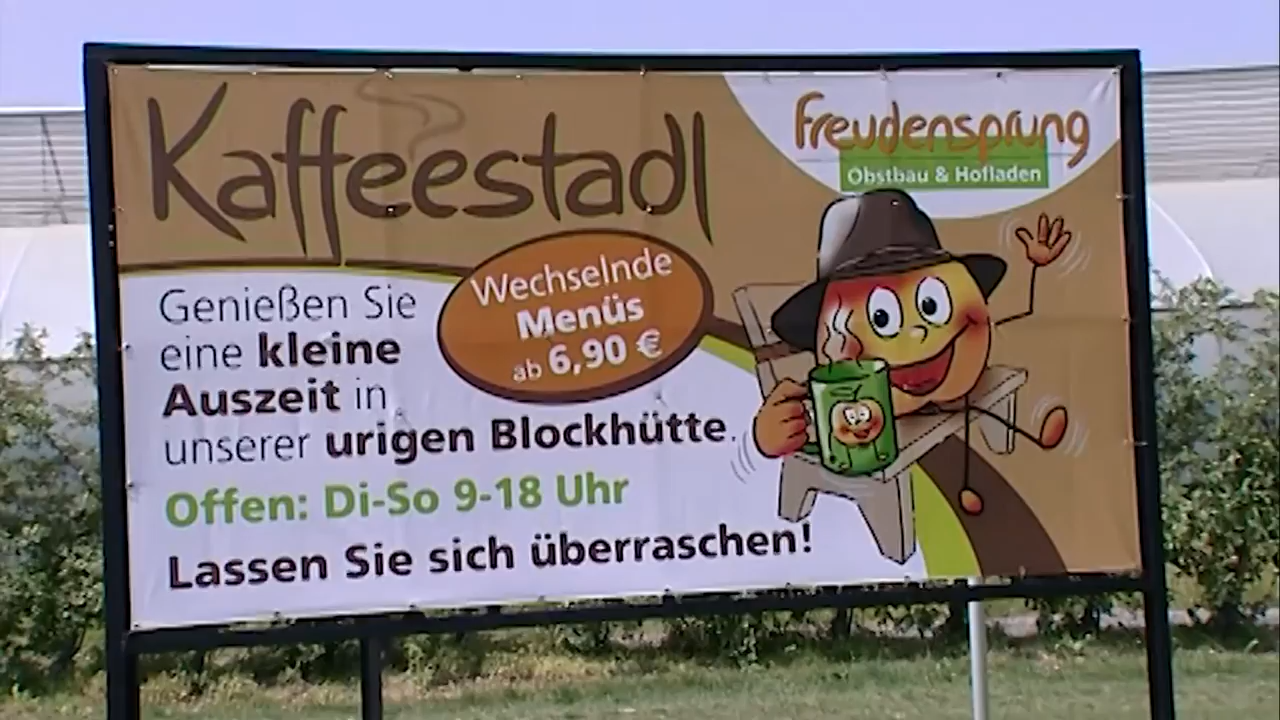 Kaffeestadl
Freudensprung
Obstbau & Hofladen
Wechselnde
Menüs
ab 6,90 €
Genießen Sie
eine kleine
Auszeit in
unserer urigen Blockhütte.
Offen: Di-So 9-18 Uhr
Lassen Sie sich überraschen!